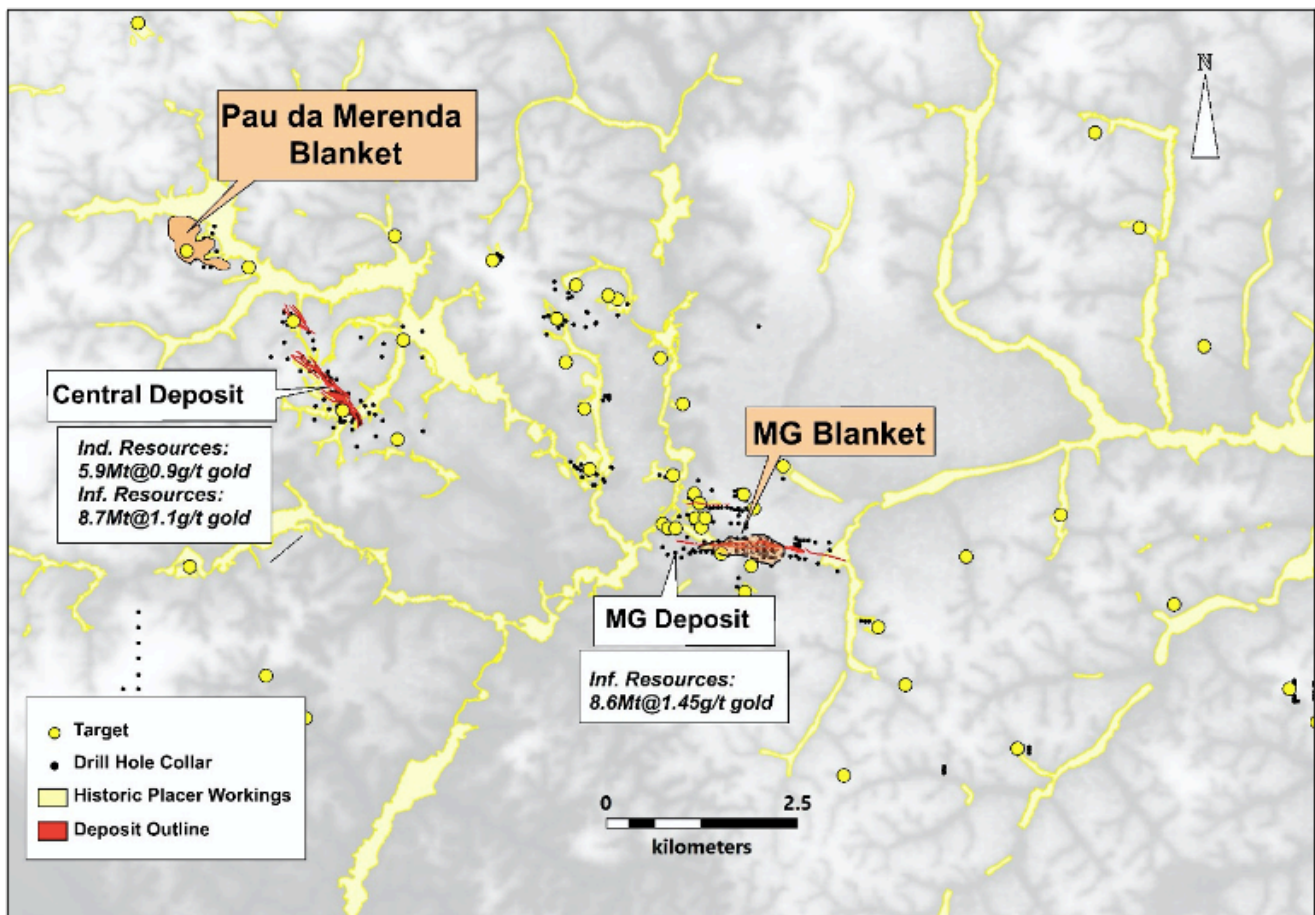 N
Pau da Merenda
Blanket
Central Deposit
Ind. Resources:
5.9Mt@0.9g/t gold
Inf. Resources:
8.7Mt@1.1g/t gold
MG Blanket
MG Deposit
Inf. Resources:
8.6Mt@1.45g/t gold
Target
Drill Hole Collar
Historic Placer Workings
Deposit Outline
0 2.5
kilometers